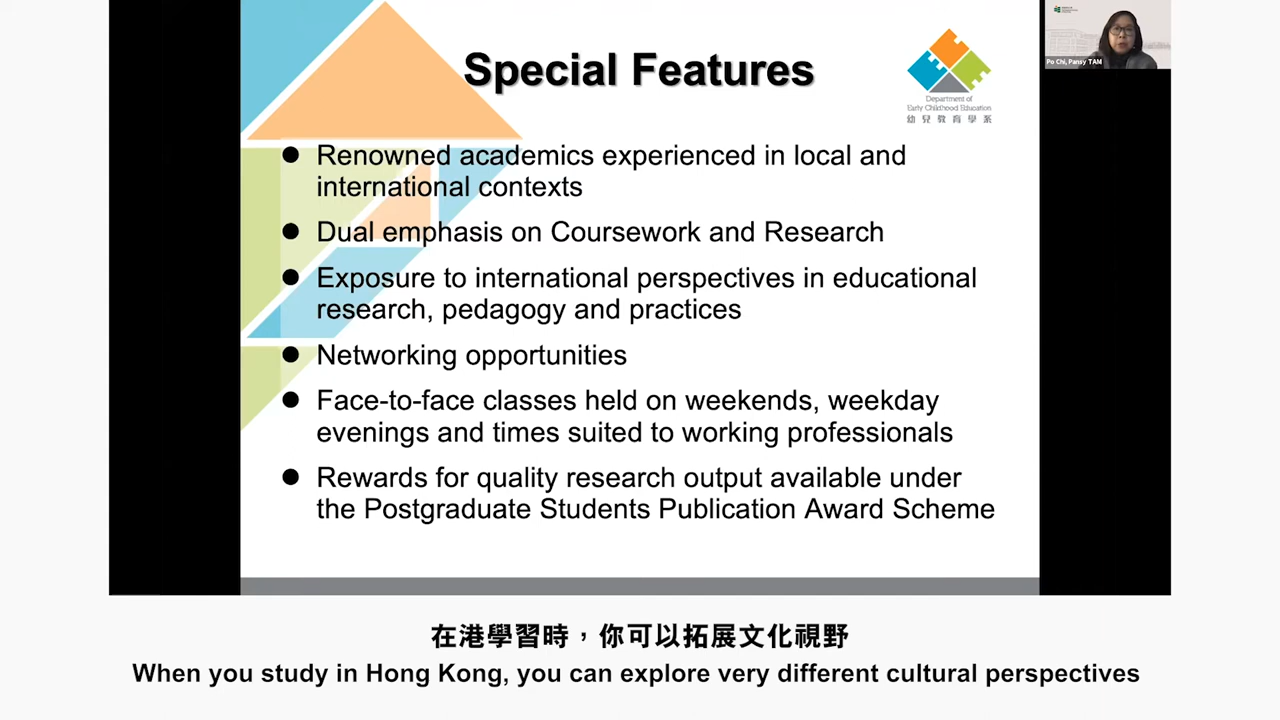 Special Features
Department of
Early Childhood Education
幼兒教育學系
Po Chi, Pansy TAM
● Renowned academics experienced in local and
international contexts
● Dual emphasis on Coursework and Research
● Exposure to international perspectives in educational
research, pedagogy and practices
● Networking opportunities
● Face-to-face classes held on weekends, weekday
evenings and times suited to working professionals
● Rewards for quality research output available under
the Postgraduate Students Publication Award Scheme
在港學習時，你可以拓展文化視野
When you study in Hong Kong, you can explore very different cultural perspectives